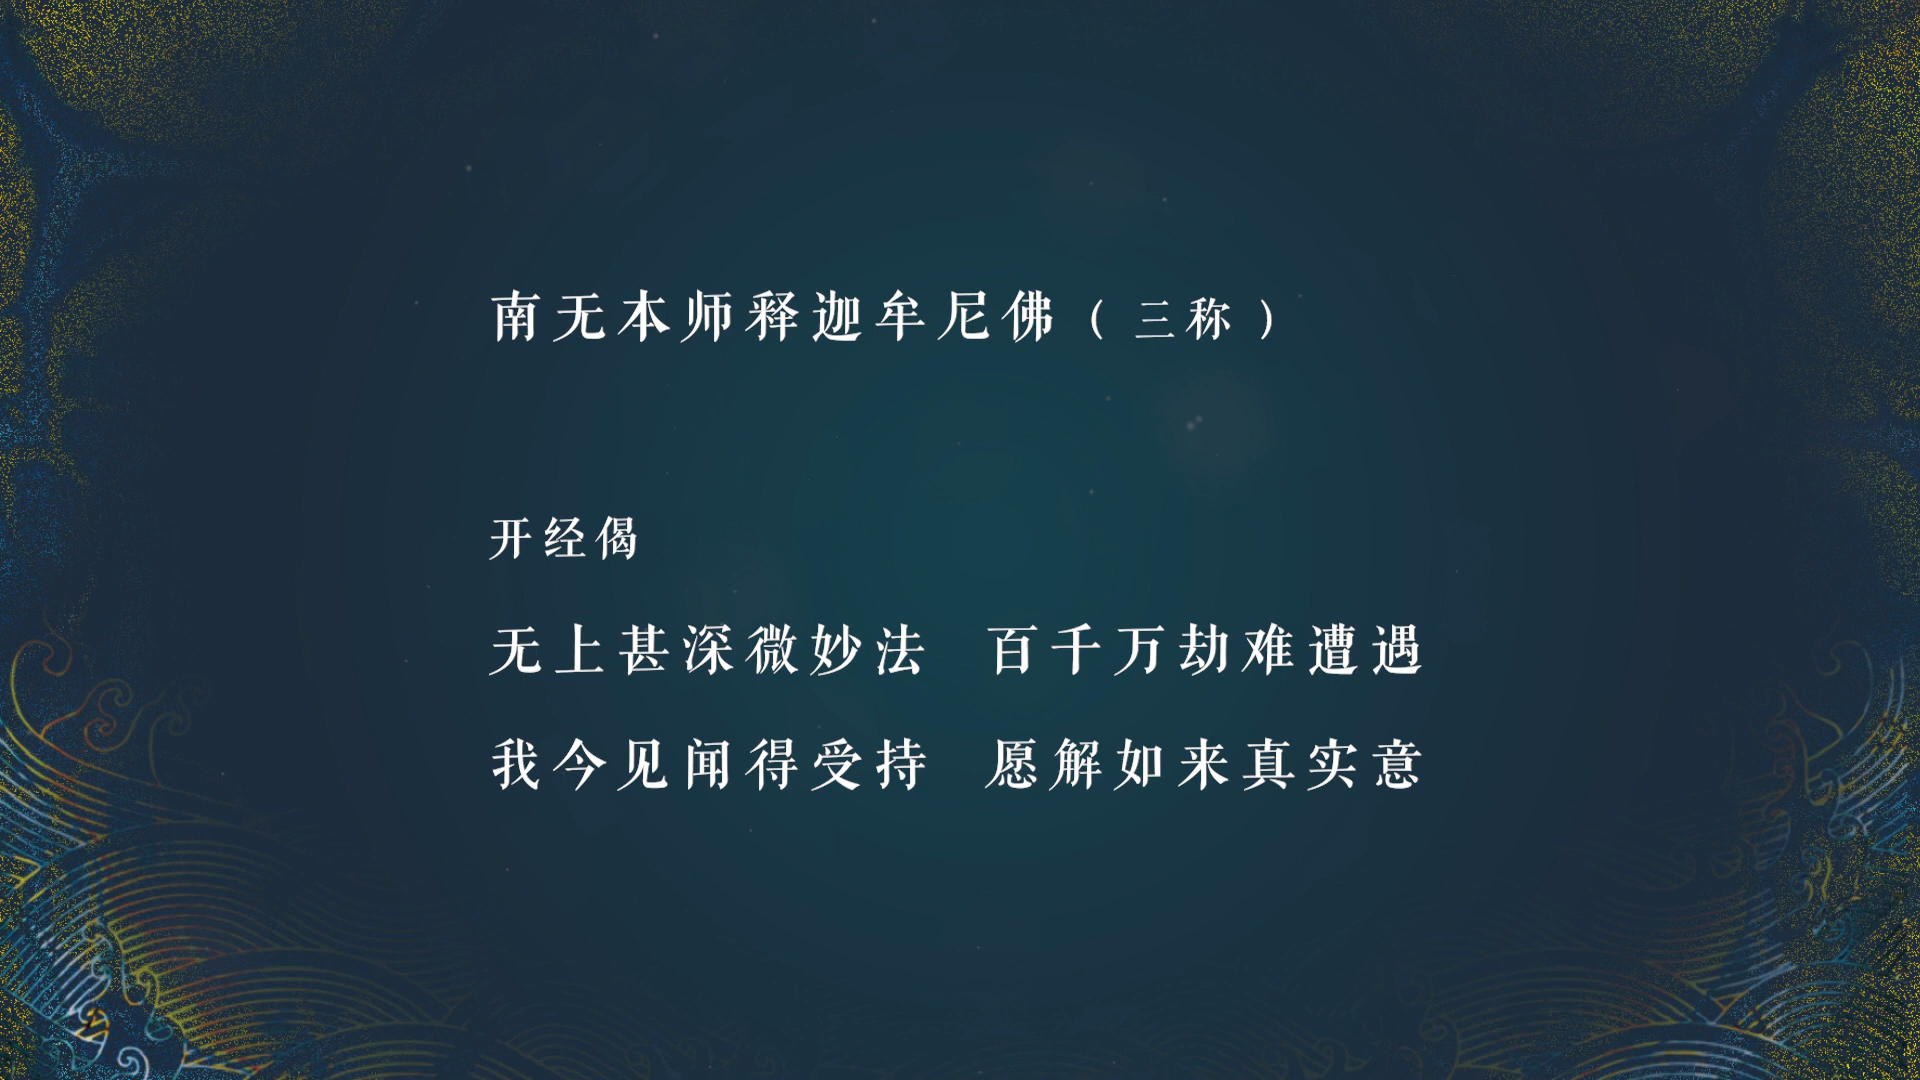 南无本师释迦牟尼佛（三称）
开经偈
无上甚深微妙法 百千万劫难遭遇
我今见闻得受持 愿解如来真实意